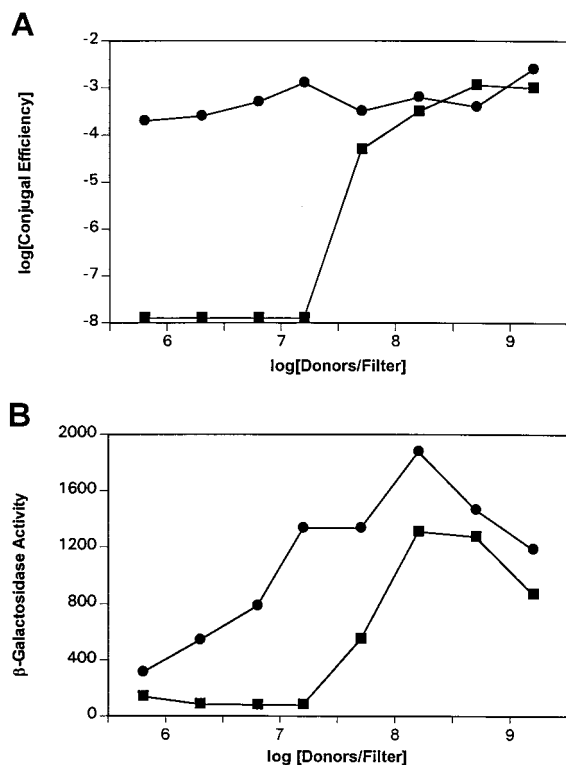 A
-2
-3
-4
-5
-6
-7
-8
log[Conjugal Efficiency]
6 7 8 9
log[Donors/Filter]
B
2000
1600
1200
800
400
0
β-Galactosidase Activity
6 7 8 9
log [Donors/Filter]